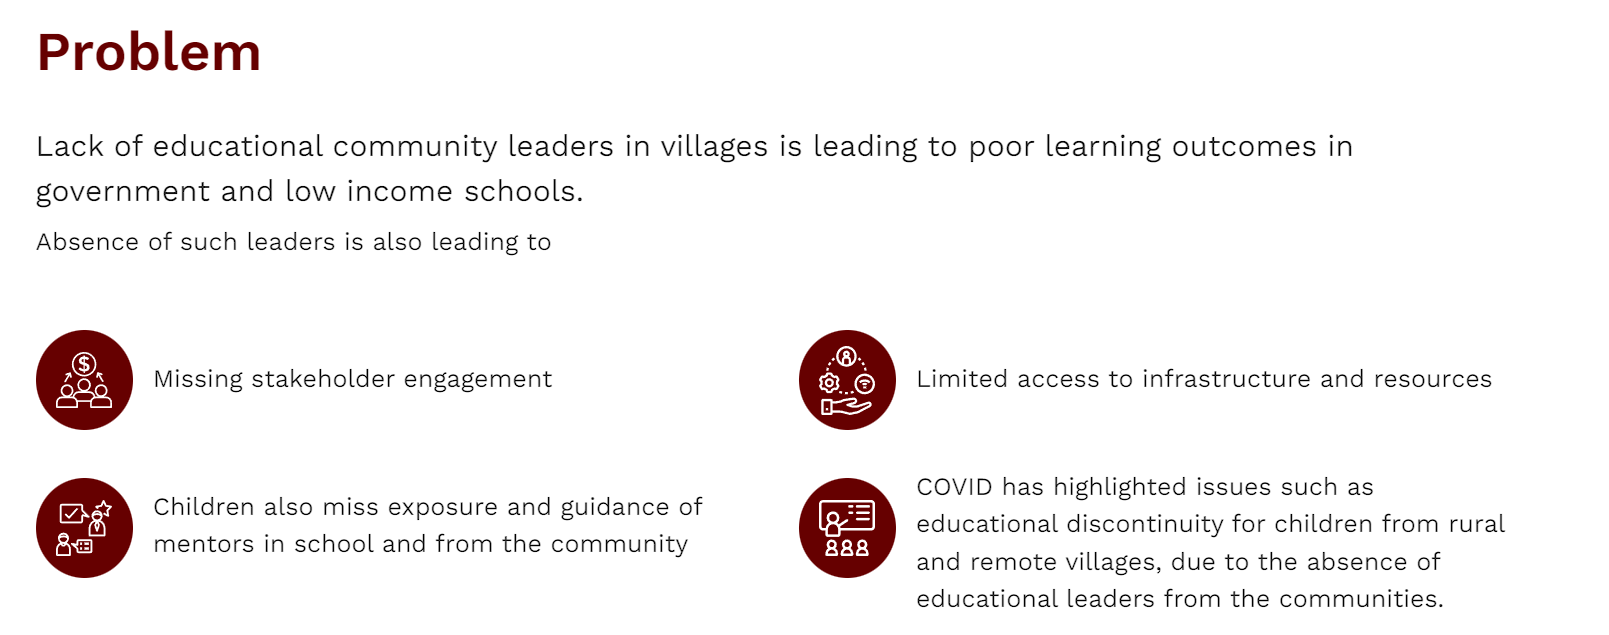 Problem
Lack of educational community leaders in villages is leading to poor learning outcomes in
government and low income schools.
Absence of such leaders is also leading to
$
Missing stakeholder engagement
Limited access to infrastructure and resources
Children also miss exposure and guidance of
mentors in school and from the community
COVID has highlighted issues such as
educational discontinuity for children from rural
and remote villages, due to the absence of
educational leaders from the communities.